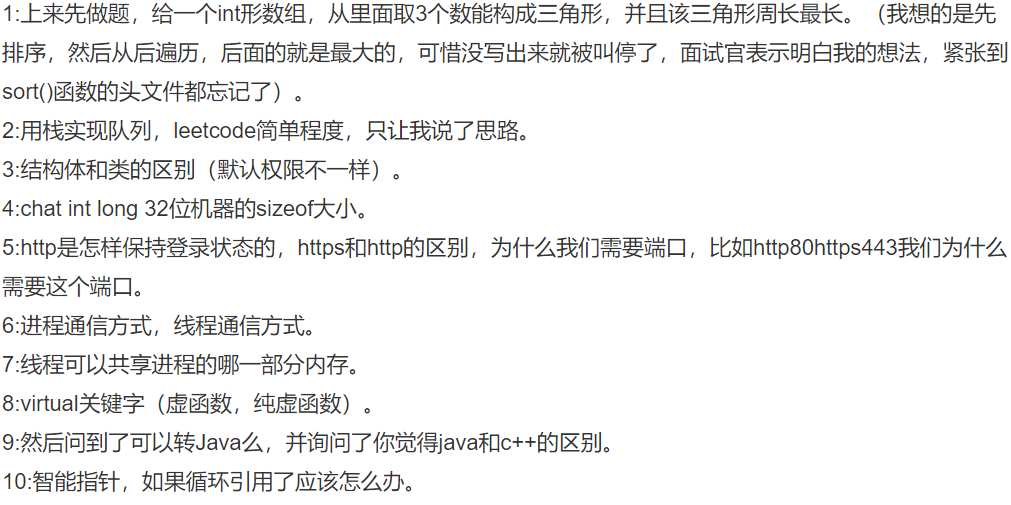 1:上来先做题，给一个int形数组，从里面取3个数能构成三角形，并且该三角形周长最长。（我想的是先
排序，然后从后遍历，后面的就是最大的，可惜没写出来就被叫停了，面试官表示明白我的想法，紧张到
sort()函数的头文件都忘记了）。
2:用栈实现队列，leetcode简单程度，只让我说了思路。
3:结构体和类的区别（默认权限不一样）。
4:chat int long 32位机器的sizeof大小。
5:http是怎样保持登录状态的，https和http的区别，为什么我们需要端口，比如http80https443我们为什么
需要这个端口。
6:进程通信方式，线程通信方式。
7:线程可以共享进程的哪一部分内存。
8:virtual关键字（虚函数，纯虚函数）。
9:然后问到了可以转Java么，并询问了你觉得java和c++的区别。
10:智能指针，如果循环引用了应该怎么办。